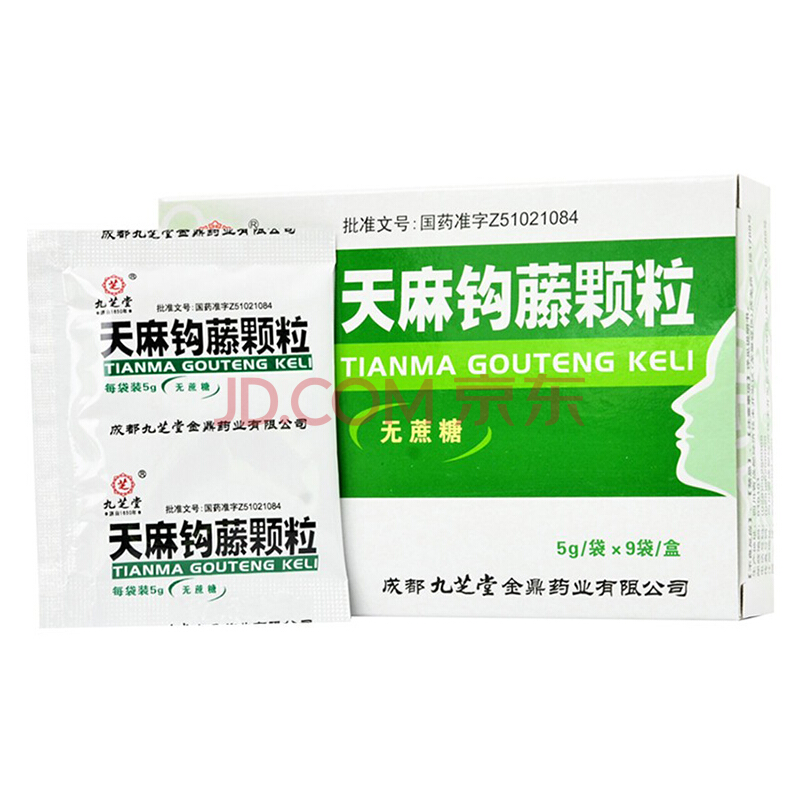 成都九芝堂金鼎药业有限公司
芝
®
九芝堂
批准文号:国药准字Z51021084
天麻钩藤颗粒
TIANMA GOUTENG KELI
每袋装5g 无蔗糖
成都九芝堂金鼎药业有限公司
芝
®
九芝堂
批准文号:国药准字Z51021084
天麻钩藤颗粒
TIANMA GOUTENG KELI
每袋装5g 无蔗糖
®
批准文号:国药准字Z51021084
天麻钩藤颗粒
TIANMA GOUTENG KELI
无蔗糖
5g/袋×9袋/盒
成都九芝堂金鼎药业有限公司
JD.COM 京东